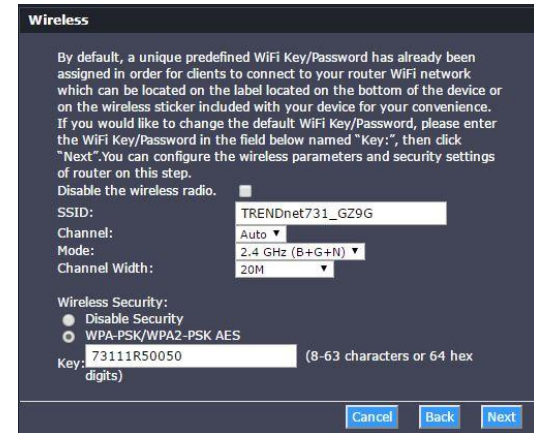 Wireless
By default, a unique predefined WiFi Key/Password has already been
assigned in order for clients to connect to your router WiFi network
which can be located on the label located on the bottom of the device or
on the wireless sticker included with your device for your convenience.
If you would like to change the default WiFi Key/Password, please enter
the WiFi Key/Password in the field below named "Key:", then click
"Next".You can configure the wireless parameters and security settings
of router on this step.
Disable the wireless radio.
SSID: TRENDnet731_GZ9G
Channel: Auto
Mode: 2.4 GHz (B+G+N)
Channel Width: 20M
Wireless Security:
Disable Security
WPA-PSK/WPA2-PSK AES
Key: 73111R50050 (8-63 characters or 64 hex
digits)
Cancel Back Next